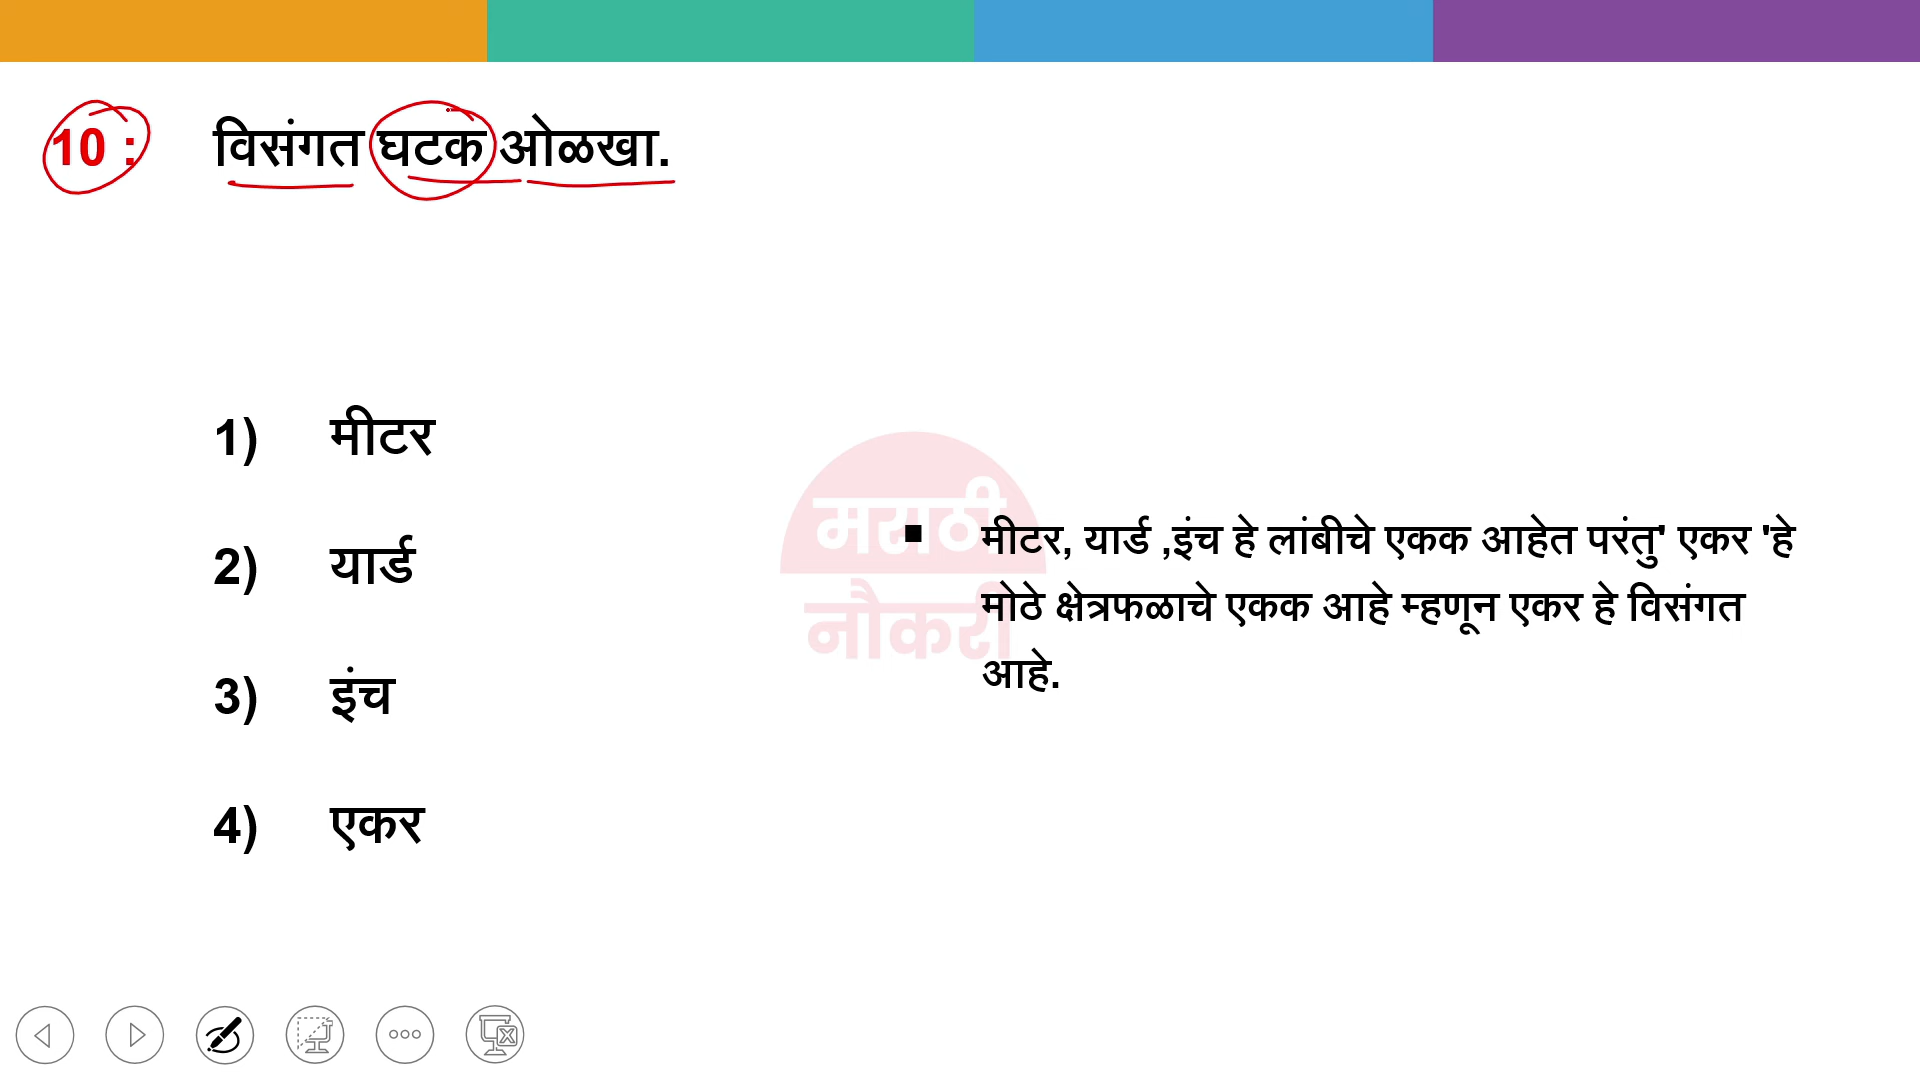 10 : विसंगत घटक ओळखा.
1) मीटर
2) यार्ड
3) इंच
4) एकर
मराठी
नौकरी
▪ मीटर, यार्ड ,इंच हे लांबीचे एकक आहेत परंतु' एकर 'हे
मोठे क्षेत्रफळाचे एकक आहे म्हणून एकर हे विसंगत
आहे.